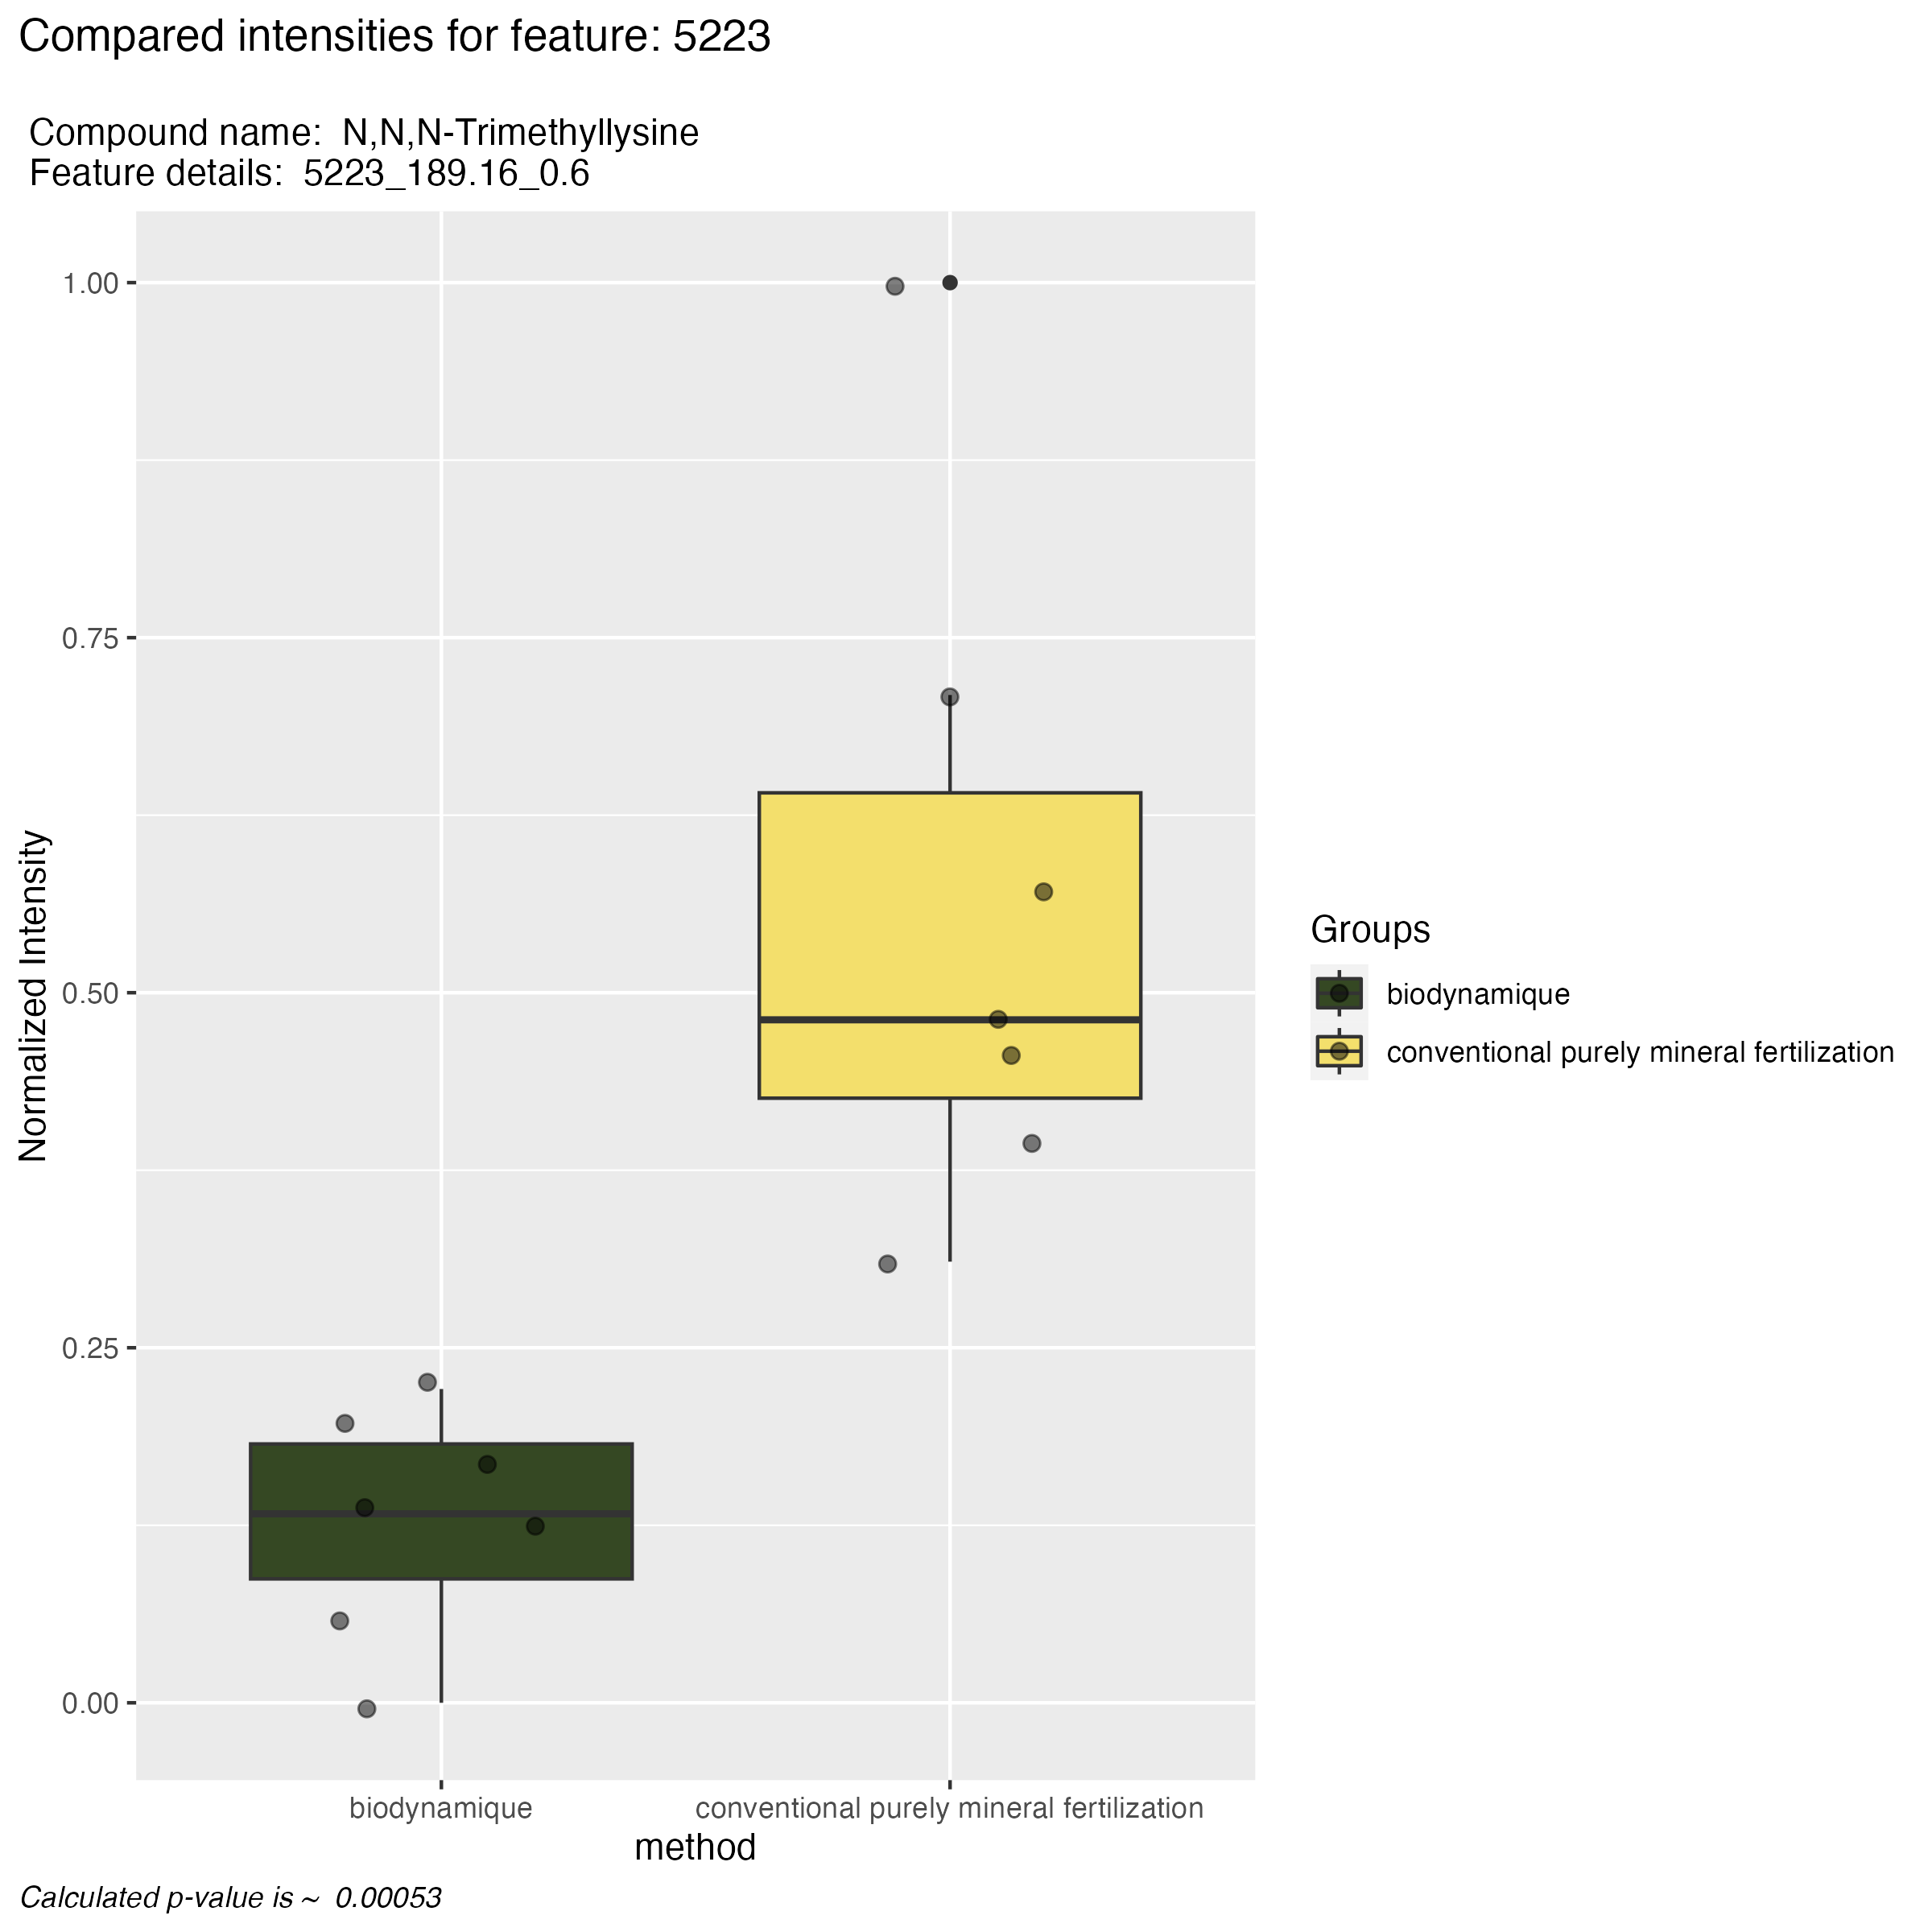 Compared intensities for feature: 5223
Compound name:  N,N,N-Trimethyllysine
Feature details:  5223_189.16_0.6
1.00
0.75
0.50
0.25
0.00
Normalized Intensity
biodynamique
conventional purely mineral fertilization
method
Groups
biodynamique
conventional purely mineral fertilization
Calculated p-value is ~  0.00053